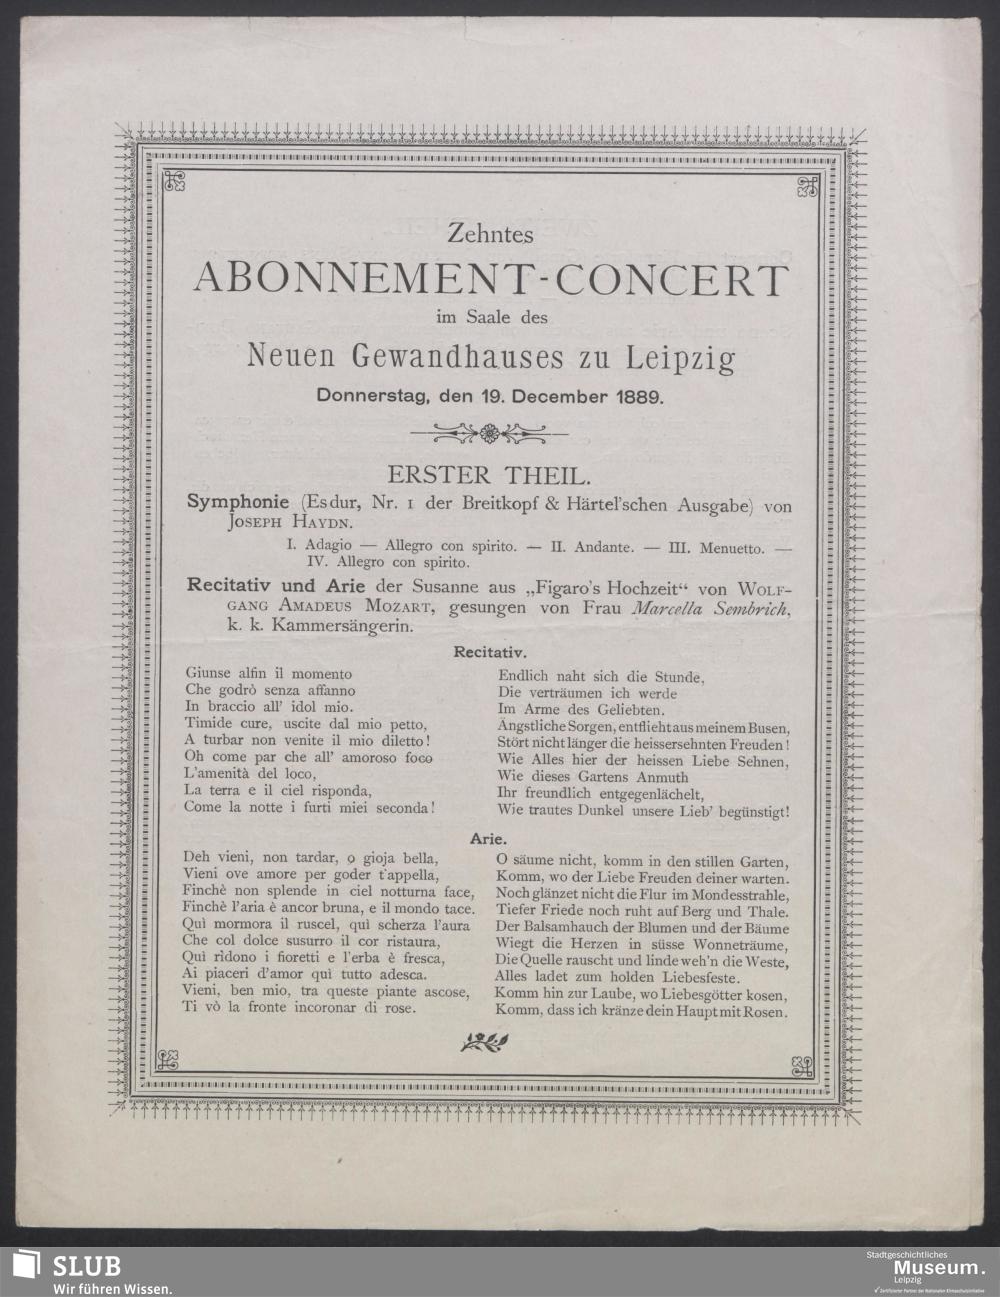 Zehntes
ABONNEMENT-CONCERT
im Saale des
Neuen Gewandhauses zu Leipzig
Donnerstag, den 19. December 1889.
ERSTER THEIL.
Symphonie (Esdur, Nr. 1 der Breitkopf & Härtel'schen Ausgabe) von
JOSEPH HAYDN.
I. Adagio — Allegro con spirito. — II. Andante. — III. Menuetto. —
IV. Allegro con spirito.
Recitativ und Arie der Susanne aus „Figaro's Hochzeit“ von WOLF-
GANG AMADEUS MOZART, gesungen von Frau Marcella Sembrich,
k. k. Kammersängerin.
Recitativ.
Giunse alfin il momento
Che godrò senza affanno
In braccio all' idol mio.
Timide cure, uscite dal mio petto,
A turbar non venite il mio diletto!
Oh come par che all' amoroso foco
L'amenità del loco,
La terra e il ciel risponda,
Come la notte i furti miei seconda!
Endlich naht sich die Stunde,
Die verträumen ich werde
Im Arme des Geliebten.
Ängstliche Sorgen, entflieht aus meinem Busen,
Stört nicht länger die heissersehnten Freuden!
Wie Alles hier der heissen Liebe Sehnen,
Wie dieses Gartens Anmuth
Ihr freundlich entgegenlächelt,
Wie trautes Dunkel unsere Lieb' begünstigt!
Arie.
Deh vieni, non tardar, o gioja bella,
Vieni ove amore per goder t'appella,
Finchè non splende in ciel notturna face,
Finchè l'aria è ancor bruna, e il mondo tace.
Quì mormora il ruscel, quì scherza l'aura
Che col dolce susurro il cor ristaura,
Quì ridono i fioretti e l'erba è fresca,
Ai piaceri d'amor quì tutto adesca.
Vieni, ben mio, tra queste piante ascose,
Ti vò la fronte incoronar di rose.
O säume nicht, komm in den stillen Garten,
Komm, wo der Liebe Freuden deiner warten.
Noch glänzet nicht die Flur im Mondesstrahle,
Tiefer Friede noch ruht auf Berg und Thale.
Der Balsamhauch der Blumen und der Bäume
Wiegt die Herzen in süsse Wonneträume,
Die Quelle rauscht und linde weh'n die Weste,
Alles ladet zum holden Liebesfeste.
Komm hin zur Laube, wo Liebesgötter kosen,
Komm, dass ich kränze dein Haupt mit Rosen.
SLUB
Wir führen Wissen.
Stadtgeschichtliches
Museum.
Leipzig
Zertifizierter Partner der Nationalen Klimaschutzinitiative